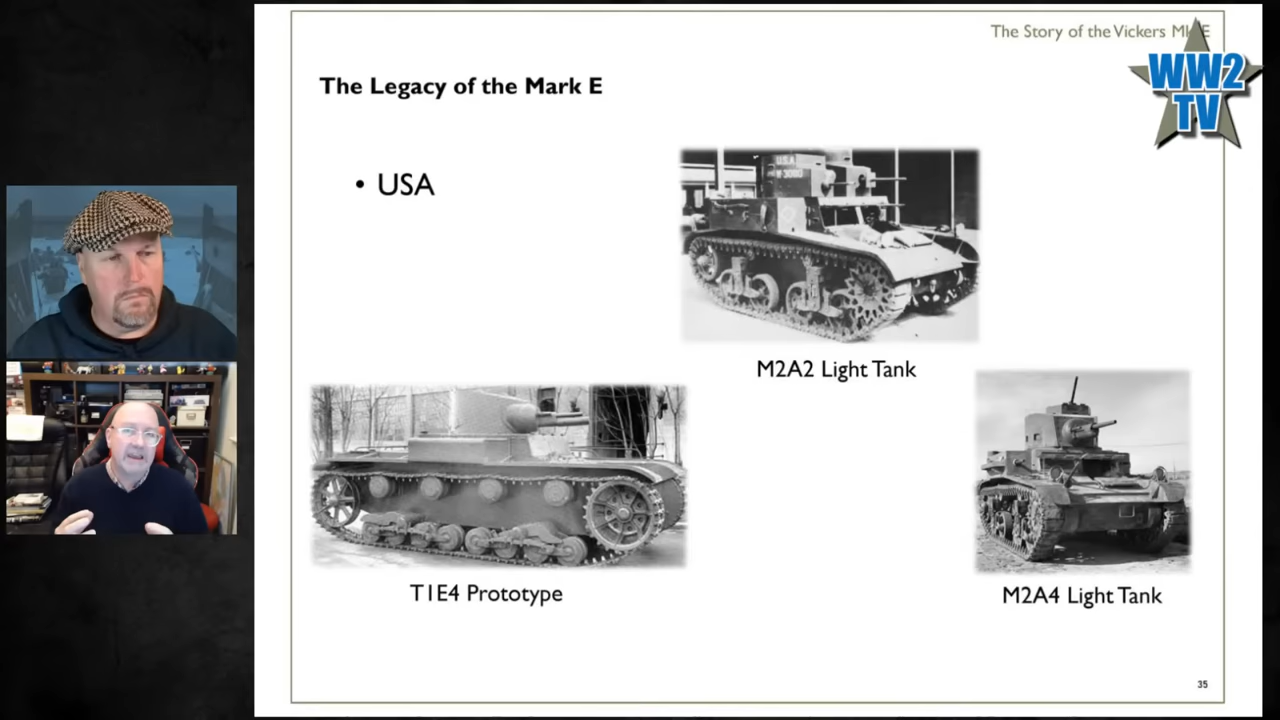 The Story of the Vickers Mk E
WW2
TV
The Legacy of the Mark E
• USA
U.S.A.
M2A2 Light Tank
T1E4 Prototype
M2A4 Light Tank
35